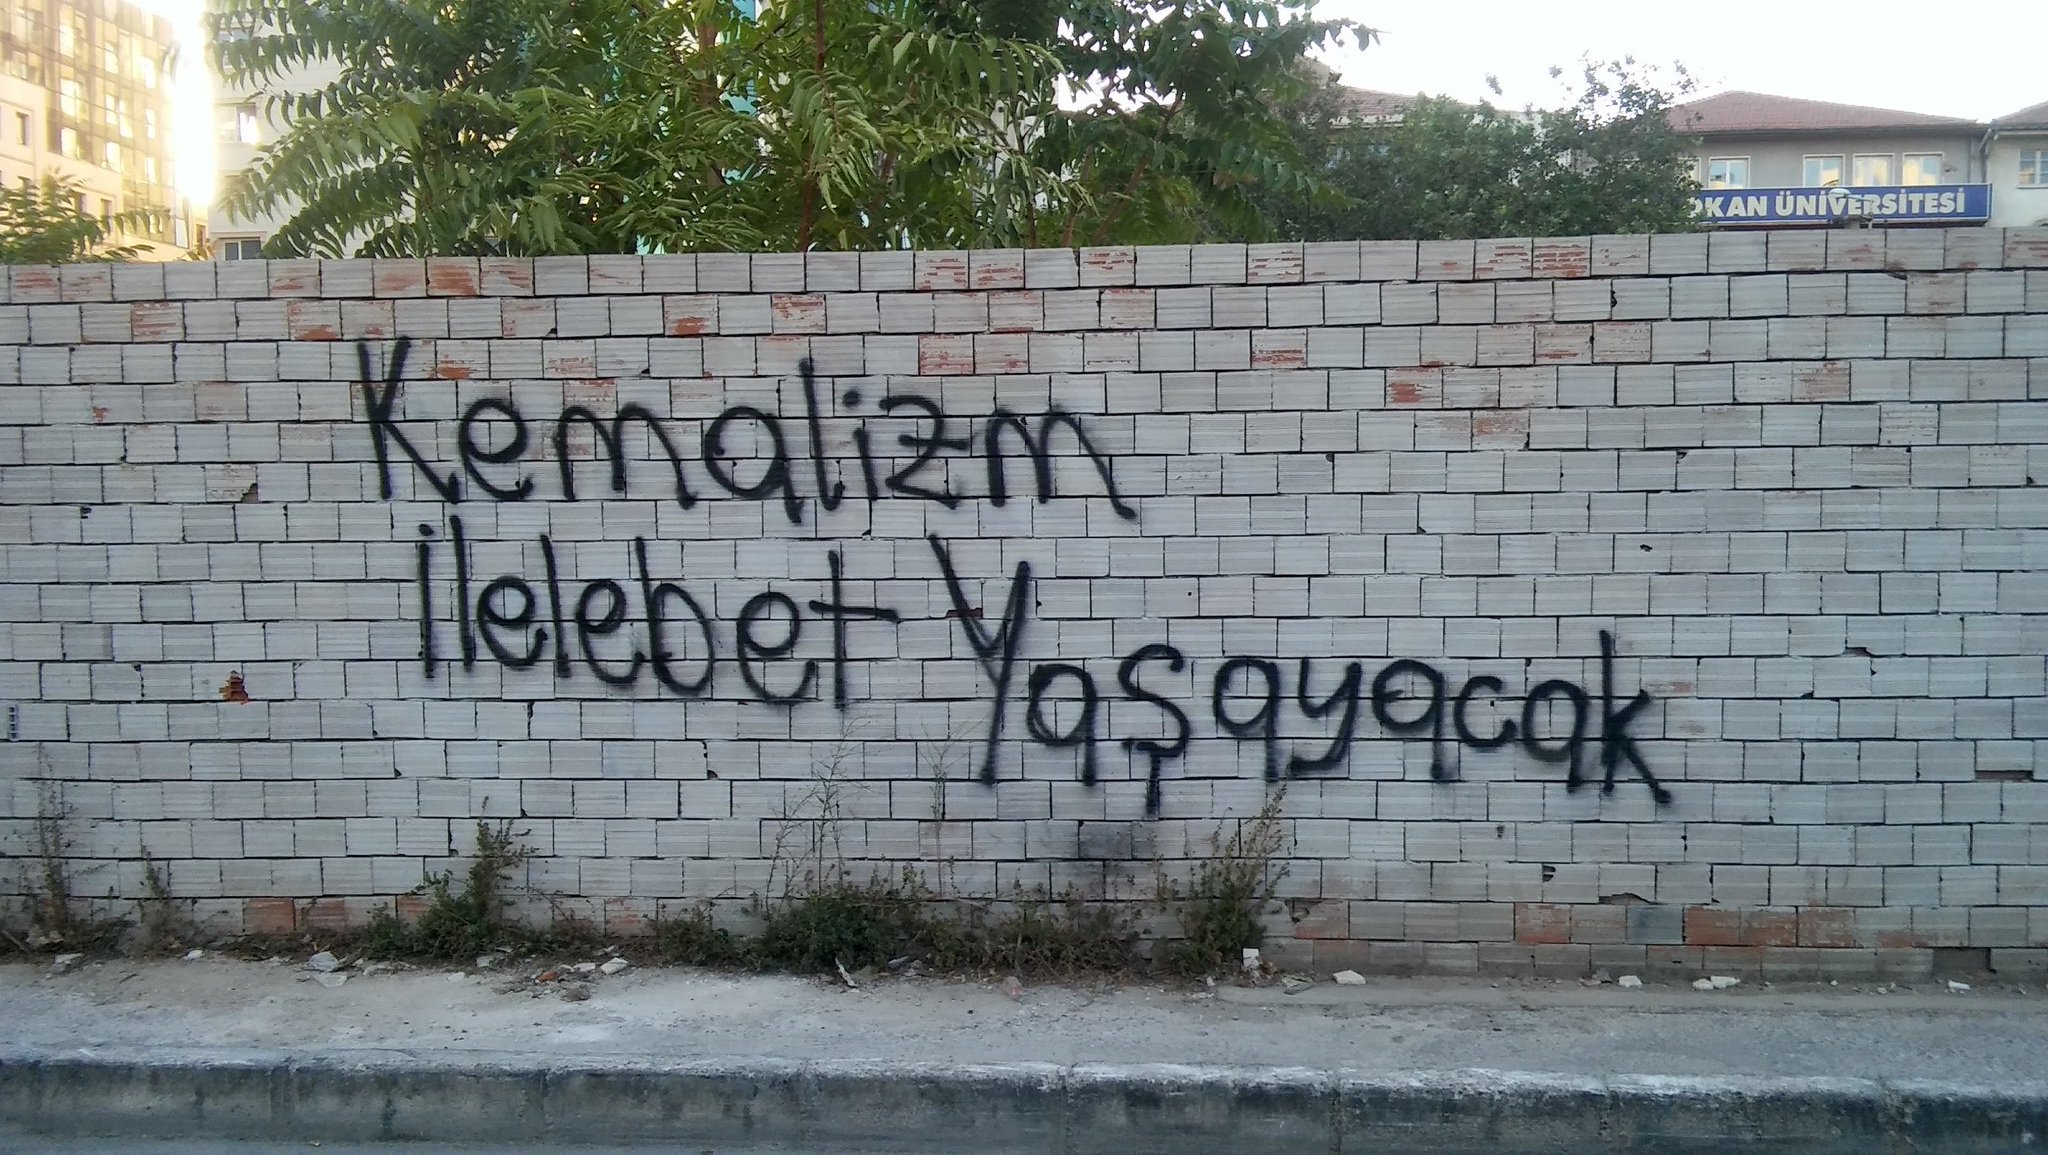 OKAN ÜNİVERSİTESİ
Kemalizm
İlelebet Yaşayacak